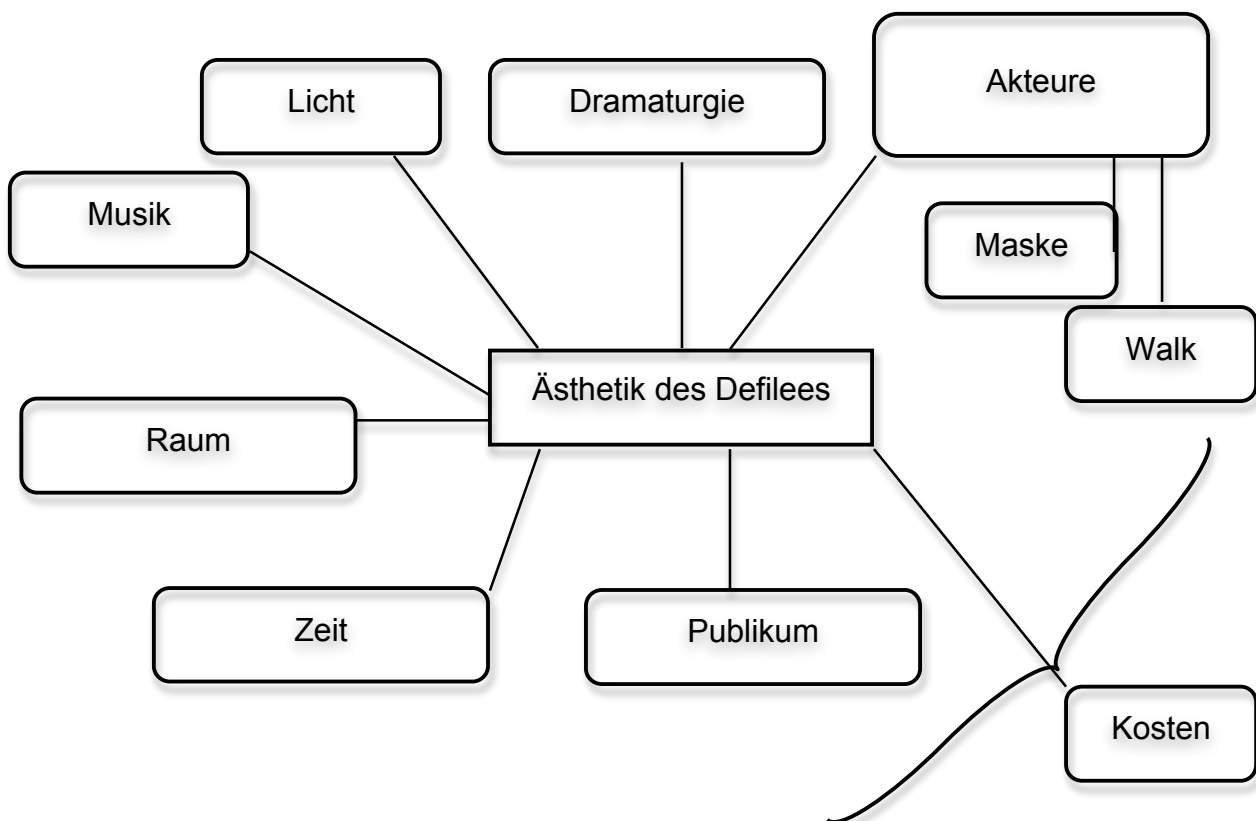 Akteure
Licht
Dramaturgie
Musik
Maske
Walk
Ästhetik des Defilees
Raum
Zeit
Publikum
Kosten